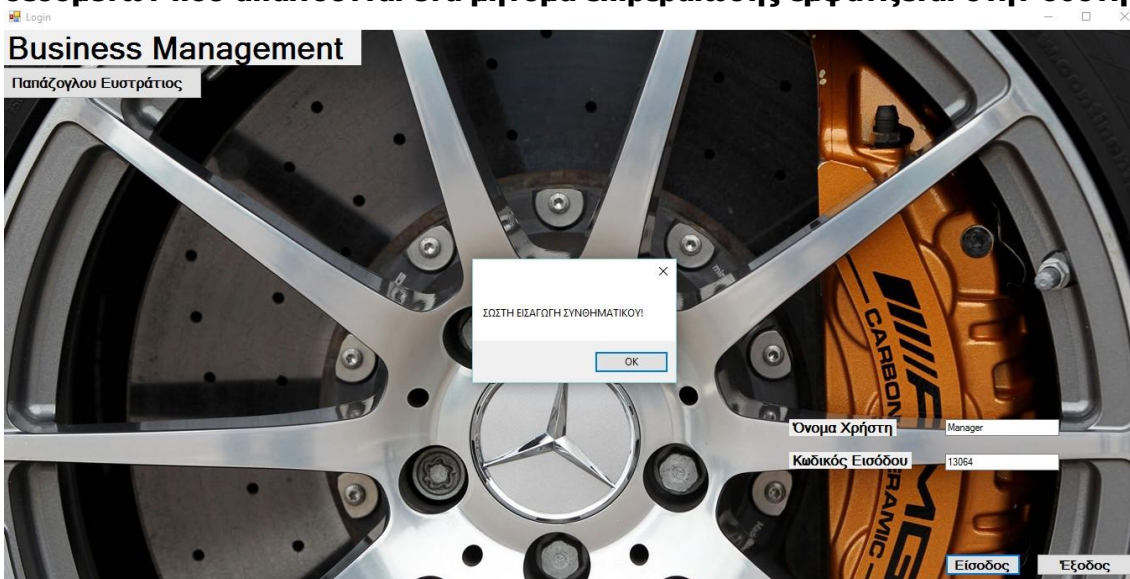 Login
Business Management
Παπάζογλου Ευστράτιος
ΣΩΣΤΗ ΕΙΣΑΓΩΓΗ ΣΥΝΘΗΜΑΤΙΚΟΥ!
OK
CARBON
CERAMIC
AMG
Όνομα Χρήστη
Manager
Κωδικός Εισόδου
13064
Είσοδος
Έξοδος